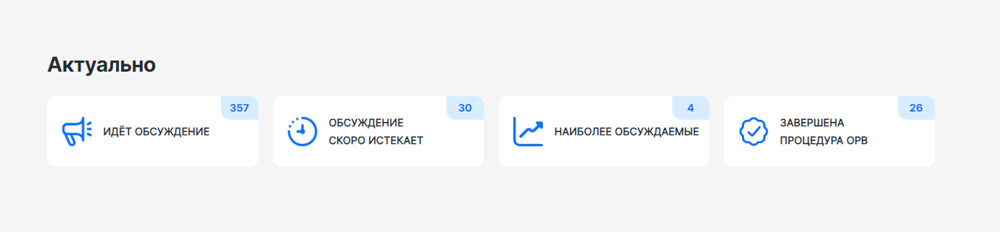 Актуально
357
ИДЁТ ОБСУЖДЕНИЕ
30
ОБСУЖДЕНИЕ
СКОРО ИСТЕКАЕТ
4
НАИБОЛЕЕ ОБСУЖДАЕМЫЕ
26
ЗАВЕРШЕНА
ПРОЦЕДУРА ОРВ